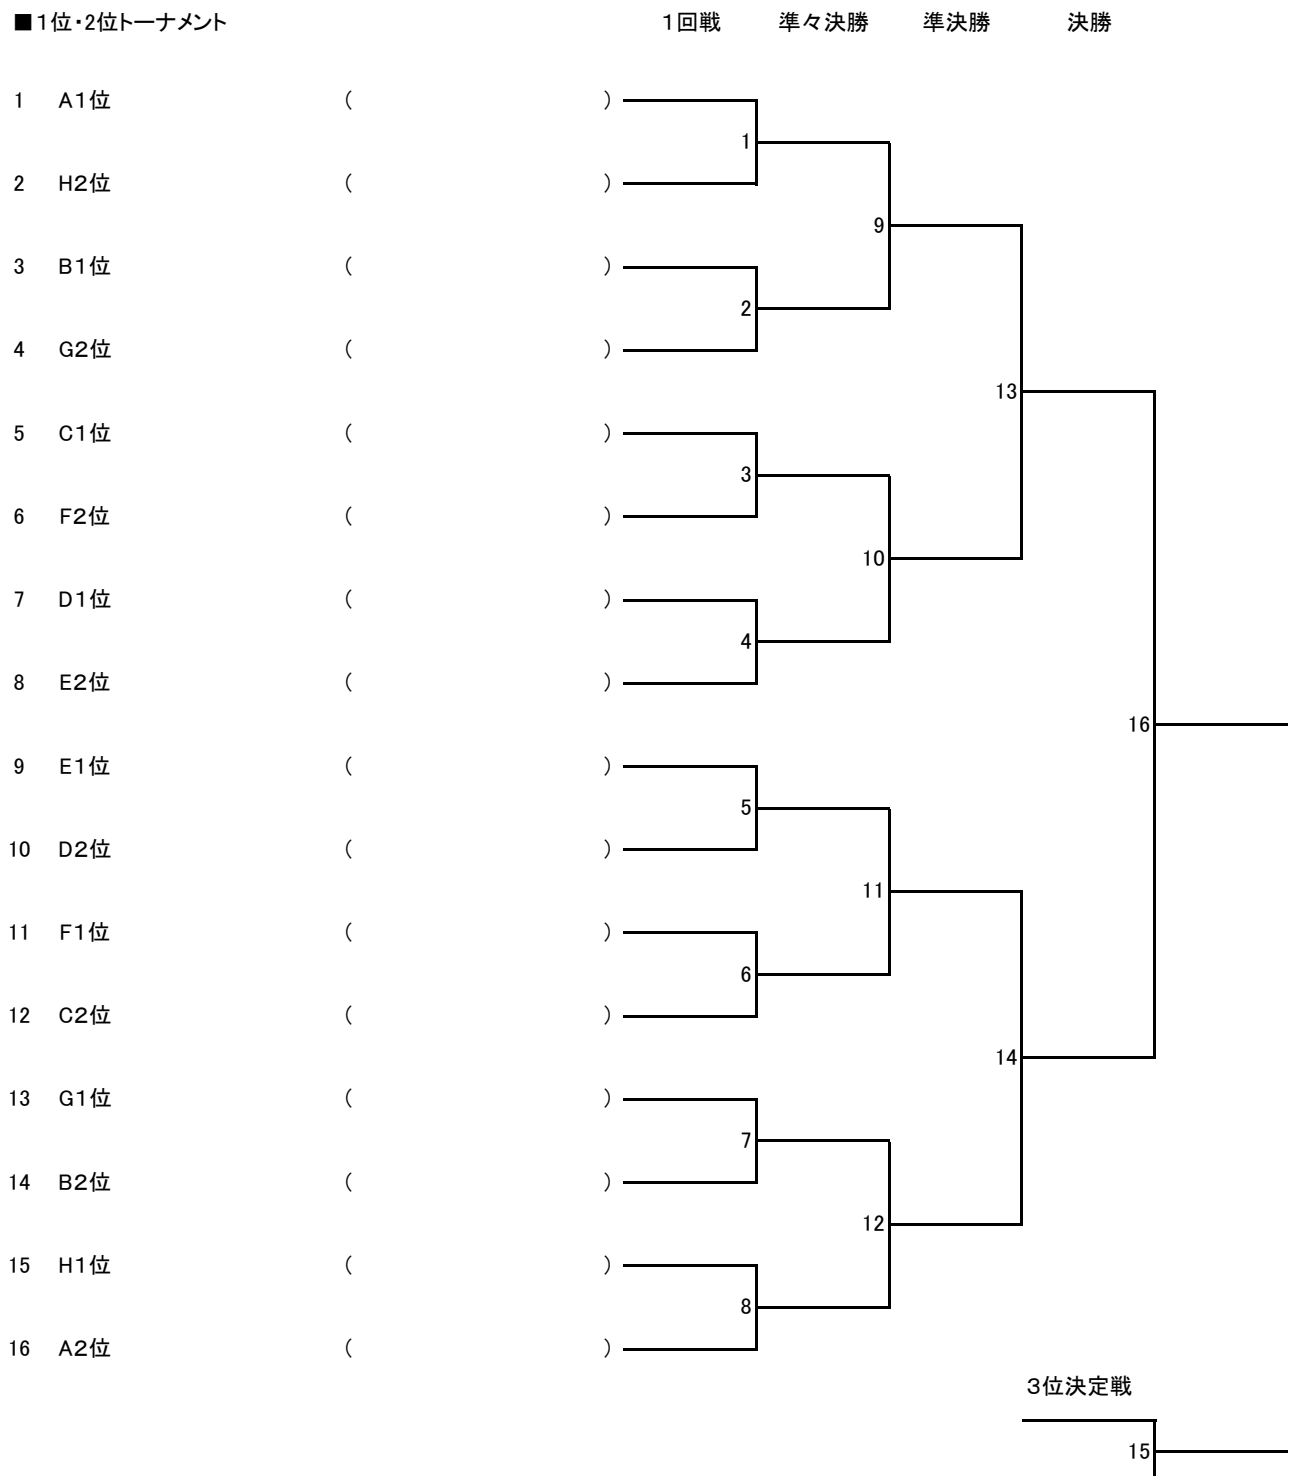 ■１位・２位トーナメント １回戦 準々決勝 準決勝 決勝
1 A１位 ( )
1
2 H２位 ( )
9
3 B１位 ( )
2
4 G２位 ( )
13
5 C１位 ( )
3
6 F２位 ( )
10
7 D１位 ( )
4
8 E２位 ( )
16
9 E１位 ( )
5
10 D２位 ( )
11
11 F１位 ( )
6
12 C２位 ( )
14
13 G１位 ( )
7
14 B２位 ( )
12
15 H１位 ( )
8
16 A２位 ( )
３位決定戦
15